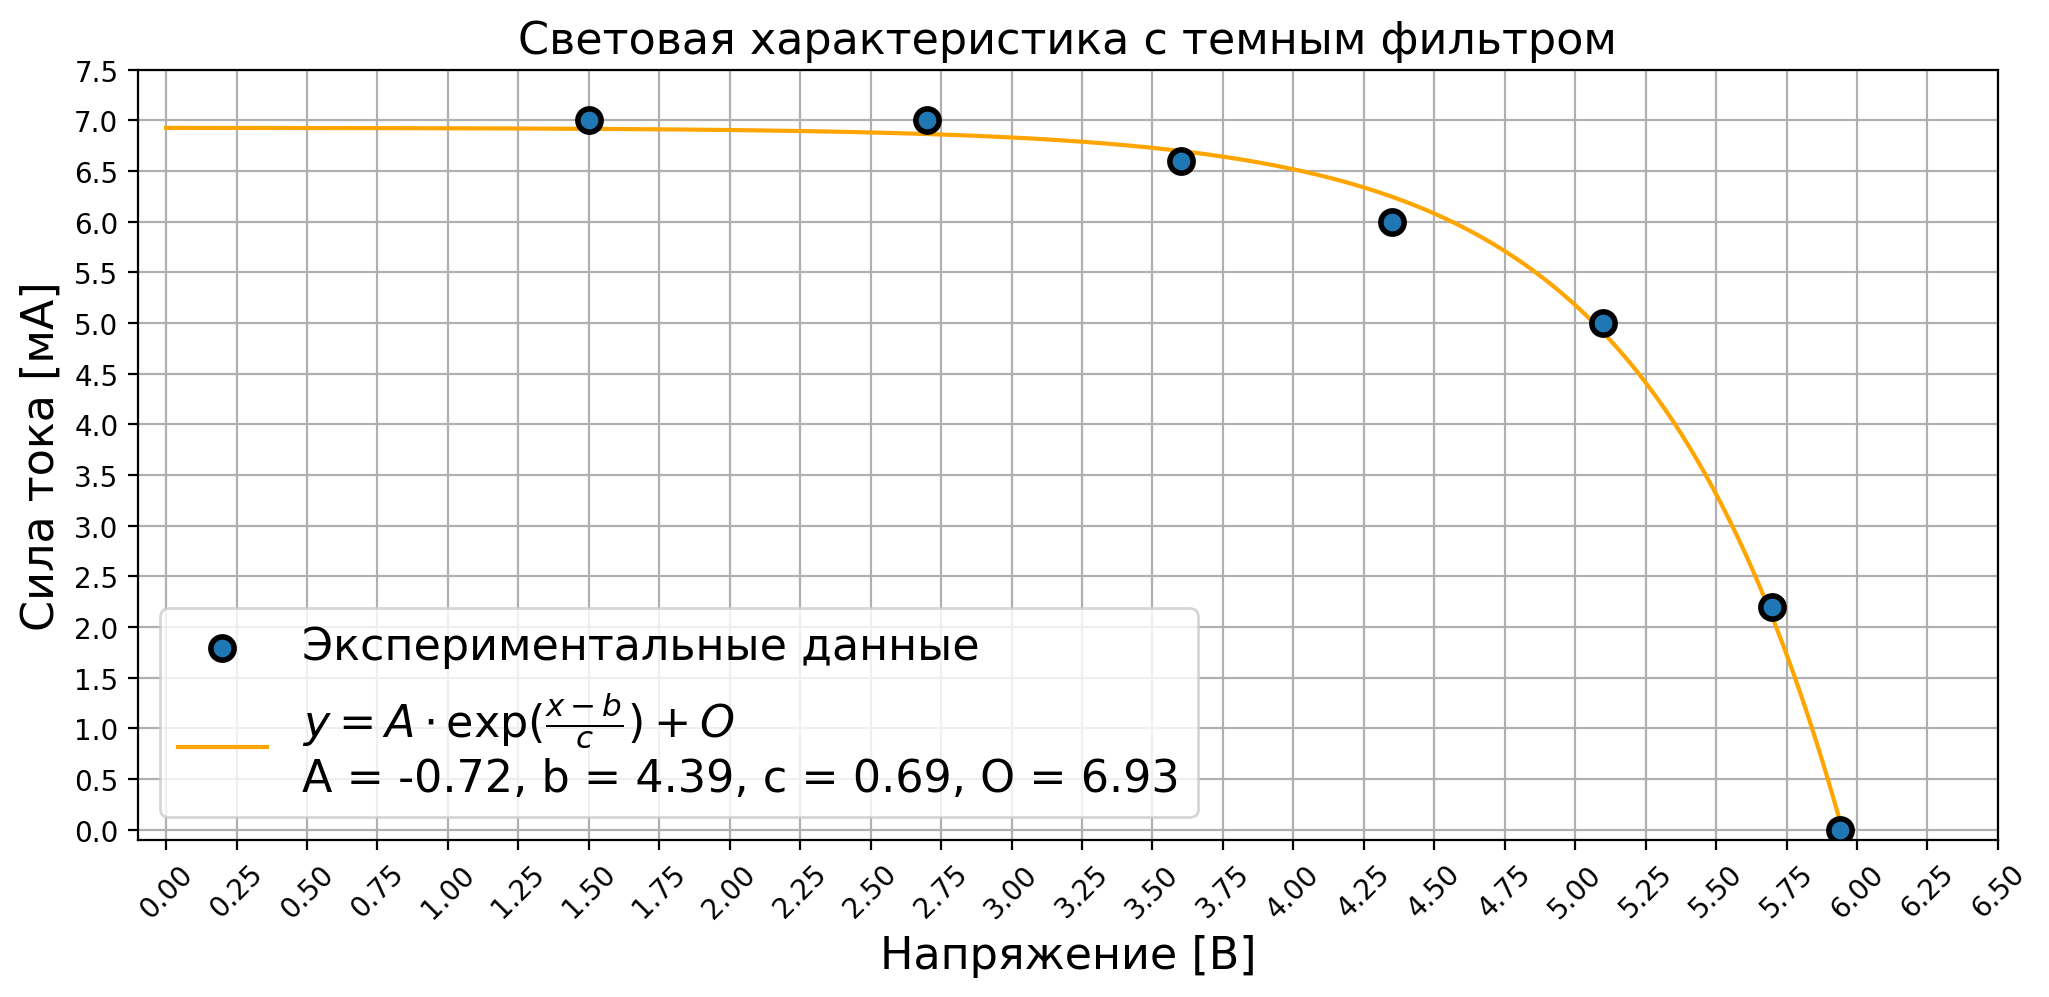 Световая характеристика с темным фильтром
Сила тока [мА]
7.5
7.0
6.5
6.0
5.5
5.0
4.5
4.0
3.5
3.0
2.5
2.0
1.5
1.0
0.5
0.0
Экспериментальные данные
y = A · exp(\frac{x − b}{c}) + O
A = -0.72, b = 4.39, c = 0.69, O = 6.93
0.00 0.25 0.50 0.75 1.00 1.25 1.50 1.75 2.00 2.25 2.50 2.75 3.00 3.25 3.50 3.75 4.00 4.25 4.50 4.75 5.00 5.25 5.50 5.75 6.00 6.25 6.50
Напряжение [В]